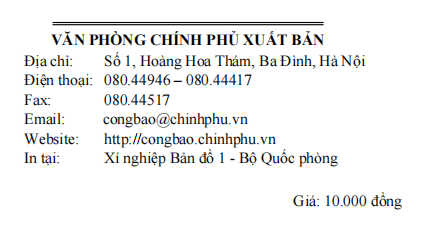 VĂN PHÒNG CHÍNH PHỦ XUẤT BẢN
Địa chỉ: Số 1, Hoàng Hoa Thám, Ba Đình, Hà Nội
Điện thoại: 080.44946 – 080.44417
Fax: 080.44517
Email: congbao@chinhphu.vn
Website: http://congbao.chinhphu.vn
In tại: Xí nghiệp Bản đồ 1 - Bộ Quốc phòng
Giá: 10.000 đồng